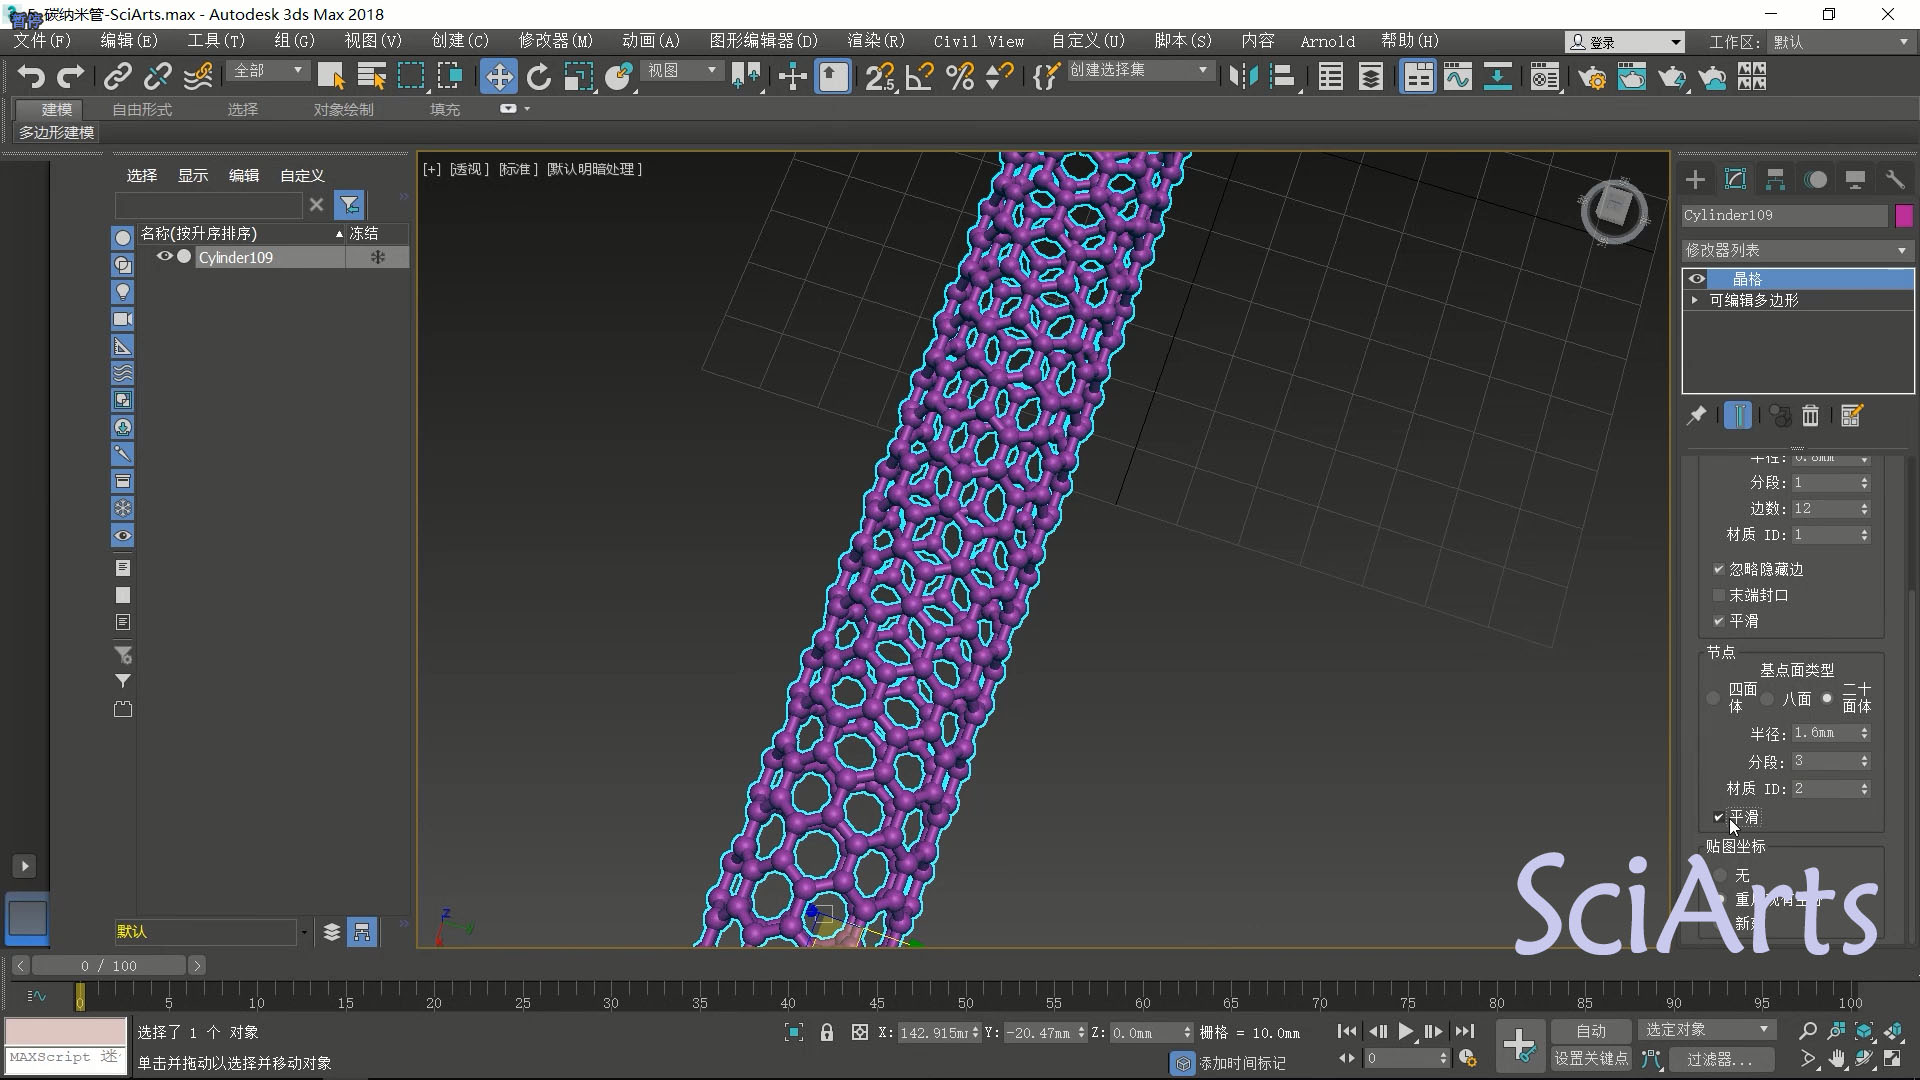 5-碳纳米管-SciArts.max - Autodesk 3ds Max 2018
暂停
文件(F) 编辑(E) 工具(T) 组(G) 视图(V) 创建(C) 修改器(M) 动画(A) 图形编辑器(D) 渲染(R) Civil View 自定义(U) 脚本(S) 内容 Arnold 帮助(H)
登录
工作区: 默认
全部
视图
创建选择集
建模 自由形式 选择 对象绘制 填充
多边形建模
选择 显示 编辑 自定义
名称(按升序排序) 冻结
Cylinder109
默认
[+] [透视] [标准] [默认明暗处理]
Cylinder109
修改器列表
晶格
可编辑多边形
半径: 0.8mm
分段: 1
边数: 12
材质 ID: 1
忽略隐藏边
末端封口
平滑
节点
基点面类型
四面体 八面 二十面体
半径: 1.6mm
分段: 3
材质 ID: 2
平滑
贴图坐标
无
SciArts
0 / 100
0 5 10 15 20 25 30 35 40 45 50 55 60 65 70 75 80 85 90 95 100
选择了 1 个 对象
X: 142.915mm Y: -20.47mm Z: 0.0mm 栅格 = 10.0mm
自动 选定对象
MAXScript 迷
单击并拖动以选择并移动对象
添加时间标记
0
设置关键点 过滤器...